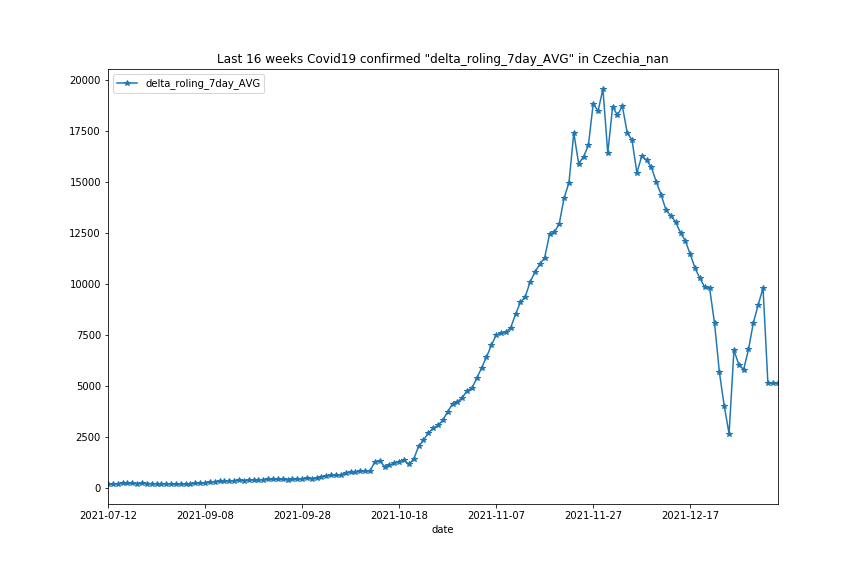 Last 16 weeks Covid19 confirmed "delta_roling_7day_AVG" in Czechia_nan
delta_roling_7day_AVG
20000
17500
15000
12500
10000
7500
5000
2500
0
2021-07-12 2021-09-08 2021-09-28 2021-10-18 2021-11-07 2021-11-27 2021-12-17
date